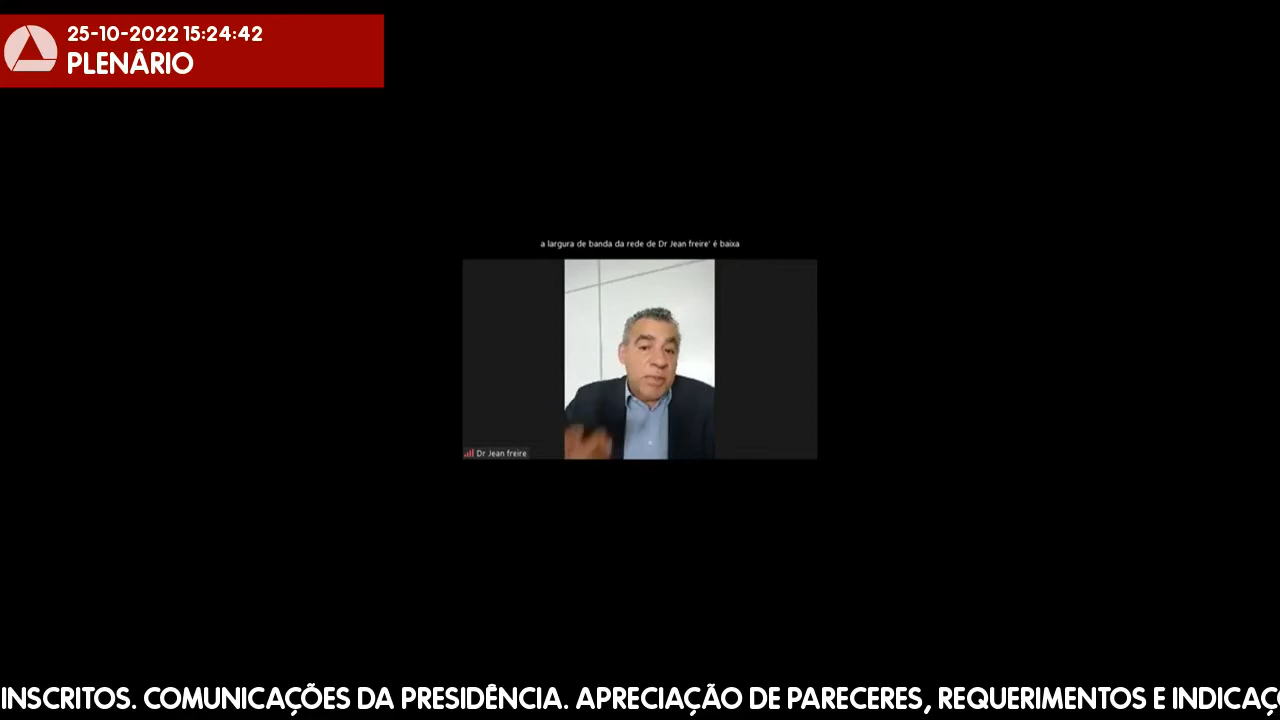 25-10-2022 15:24:42
PLENÁRIO
a largura de banda da rede de Dr Jean freire' é baixa
Dr Jean freire
INSCRITOS. COMUNICAÇÕES DA PRESIDÊNCIA. APRECIAÇÃO DE PARECERES, REQUERIMENTOS E INDICAÇ